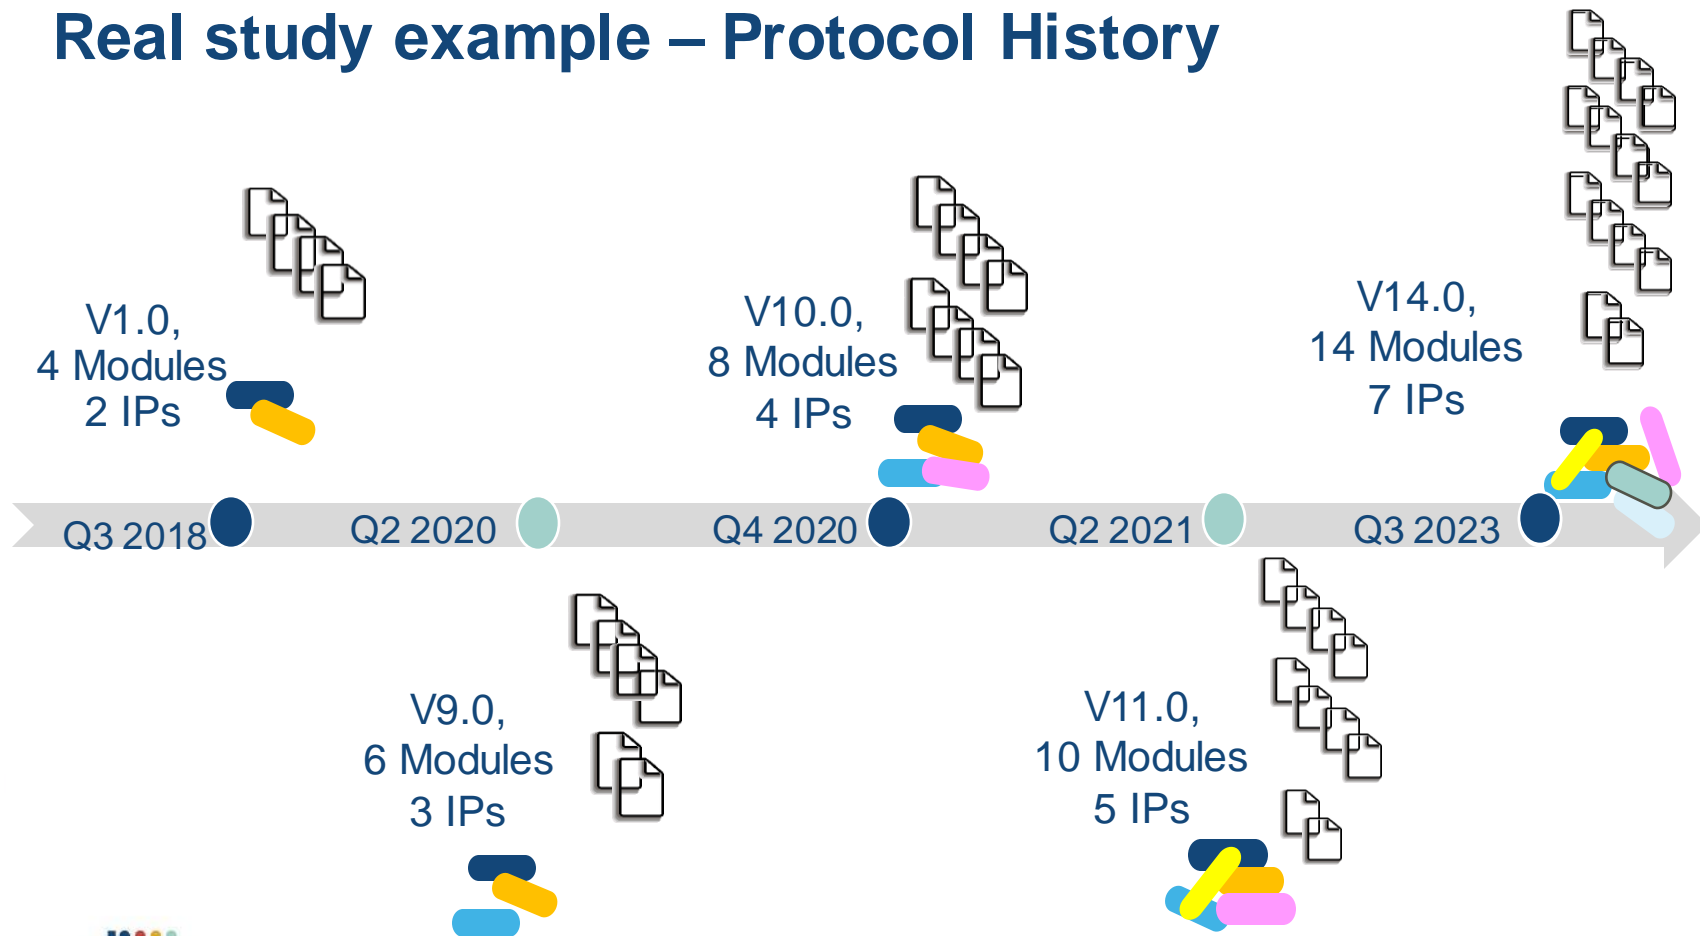 Real study example – Protocol History
V1.0,
4 Modules
2 IPs
V10.0,
8 Modules
4 IPs
V14.0,
14 Modules
7 IPs
Q3 2018
Q2 2020
Q4 2020
Q2 2021
Q3 2023
V9.0,
6 Modules
3 IPs
V11.0,
10 Modules
5 IPs